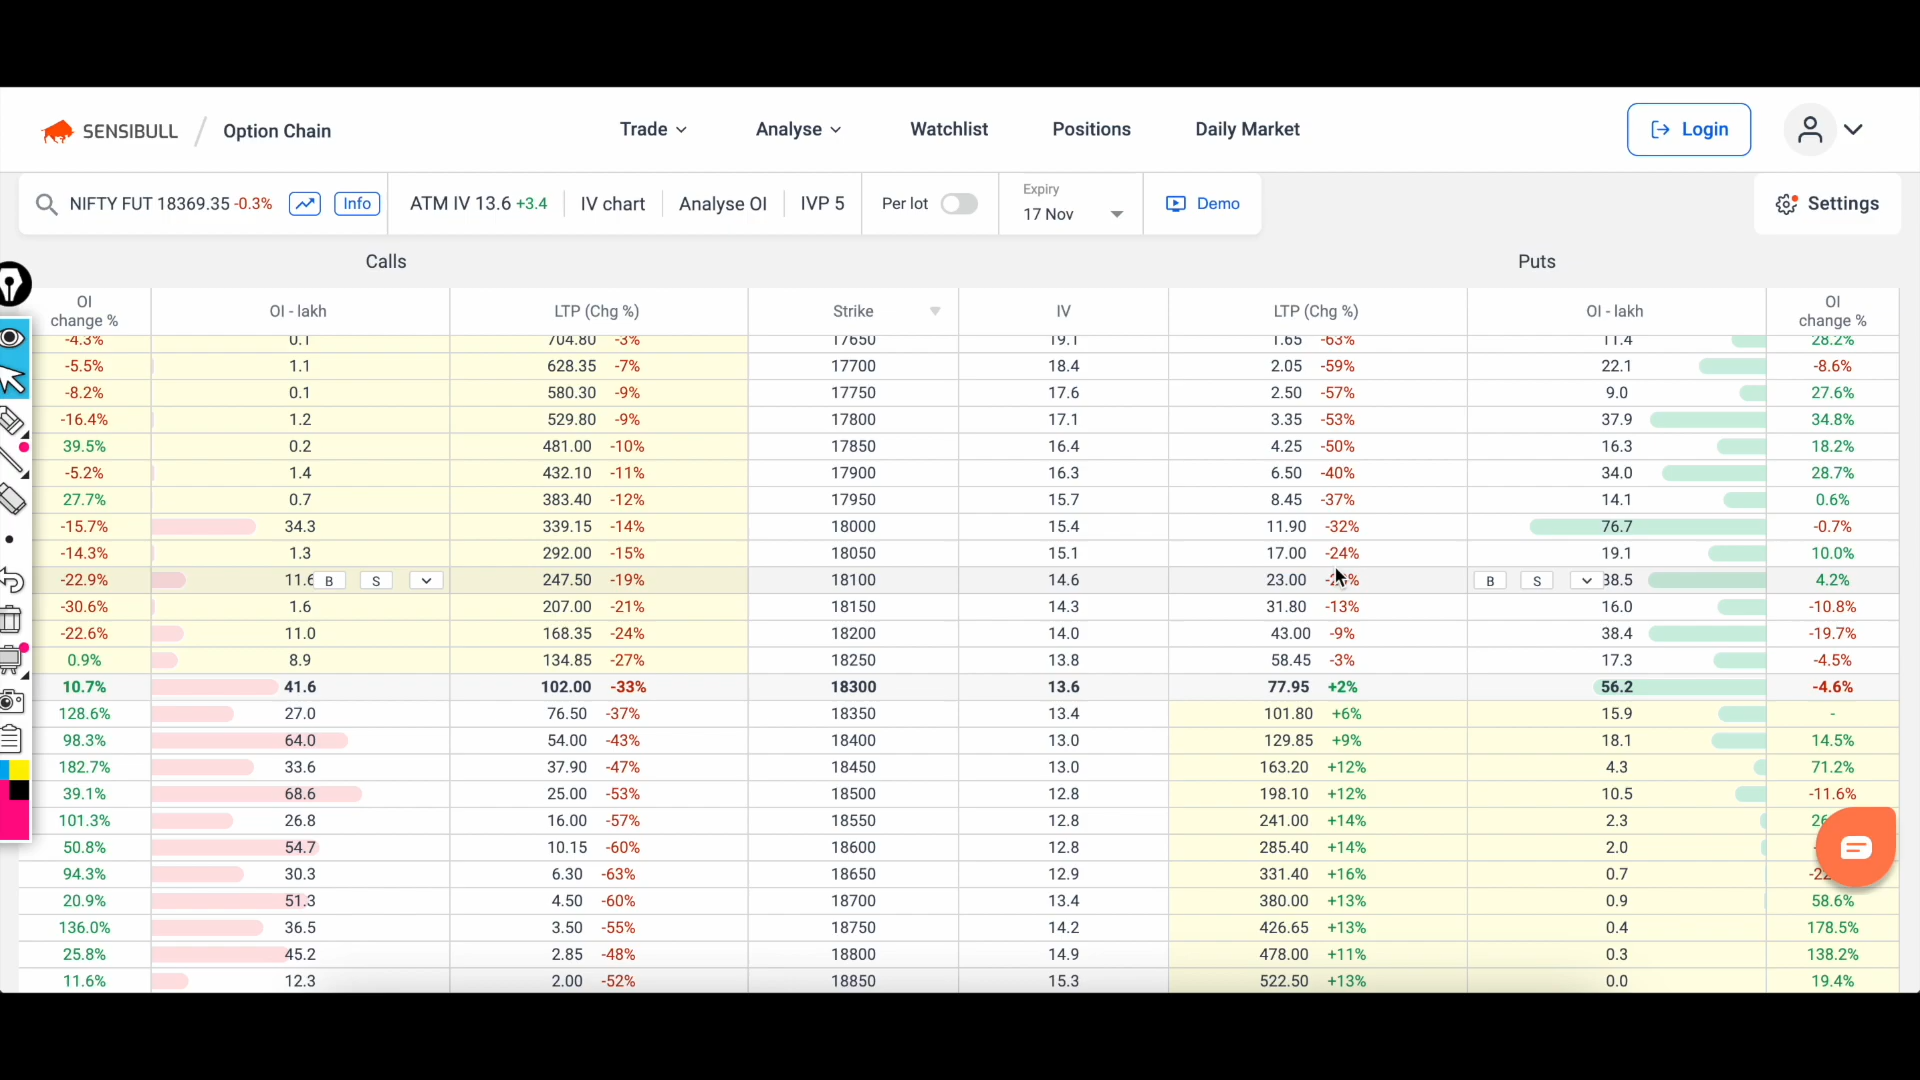 SENSIBULL / Option Chain Trade Analyse Watchlist Positions Daily Market Login
NIFTY FUT 18369.35 -0.3% Info ATM IV 13.6 +3.4 IV chart Analyse OI IVP 5 Per lot Expiry 17 Nov Demo Settings
Calls Puts
OI change % OI - lakh LTP (Chg %) Strike IV LTP (Chg %) OI - lakh OI change %
-4.3% 0.1 704.80 -3% 17650 19.1 1.65 -63% 11.4 28.2%
-5.5% 1.1 628.35 -7% 17700 18.4 2.05 -59% 22.1 -8.6%
-8.2% 0.1 580.30 -9% 17750 17.6 2.50 -57% 9.0 27.6%
-16.4% 1.2 529.80 -9% 17800 17.1 3.35 -53% 37.9 34.8%
39.5% 0.2 481.00 -10% 17850 16.4 4.25 -50% 16.3 18.2%
-5.2% 1.4 432.10 -11% 17900 16.3 6.50 -40% 34.0 28.7%
27.7% 0.7 383.40 -12% 17950 15.7 8.45 -37% 14.1 0.6%
-15.7% 34.3 339.15 -14% 18000 15.4 11.90 -32% 76.7 -0.7%
-14.3% 1.3 292.00 -15% 18050 15.1 17.00 -24% 19.1 10.0%
-22.9% 11.6 B S 247.50 -19% 18100 14.6 23.00 B S 38.5 4.2%
-30.6% 1.6 207.00 -21% 18150 14.3 31.80 -13% 16.0 -10.8%
-22.6% 11.0 168.35 -24% 18200 14.0 43.00 -9% 38.4 -19.7%
0.9% 8.9 134.85 -27% 18250 13.8 58.45 -3% 17.3 -4.5%
10.7% 41.6 102.00 -33% 18300 13.6 77.95 +2% 56.2 -4.6%
128.6% 27.0 76.50 -37% 18350 13.4 101.80 +6% 15.9 -
98.3% 64.0 54.00 -43% 18400 13.0 129.85 +9% 18.1 14.5%
182.7% 33.6 37.90 -47% 18450 13.0 163.20 +12% 4.3 71.2%
39.1% 68.6 25.00 -53% 18500 12.8 198.10 +12% 10.5 -11.6%
101.3% 26.8 16.00 -57% 18550 12.8 241.00 +14% 2.3
50.8% 54.7 10.15 -60% 18600 12.8 285.40 +14% 2.0
94.3% 30.3 6.30 -63% 18650 12.9 331.40 +16% 0.7
20.9% 51.3 4.50 -60% 18700 13.4 380.00 +13% 0.9 58.6%
136.0% 36.5 3.50 -55% 18750 14.2 426.65 +13% 0.4 178.5%
25.8% 45.2 2.85 -48% 18800 14.9 478.00 +11% 0.3 138.2%
11.6% 12.3 2.00 -52% 18850 15.3 522.50 +13% 0.0 19.4%